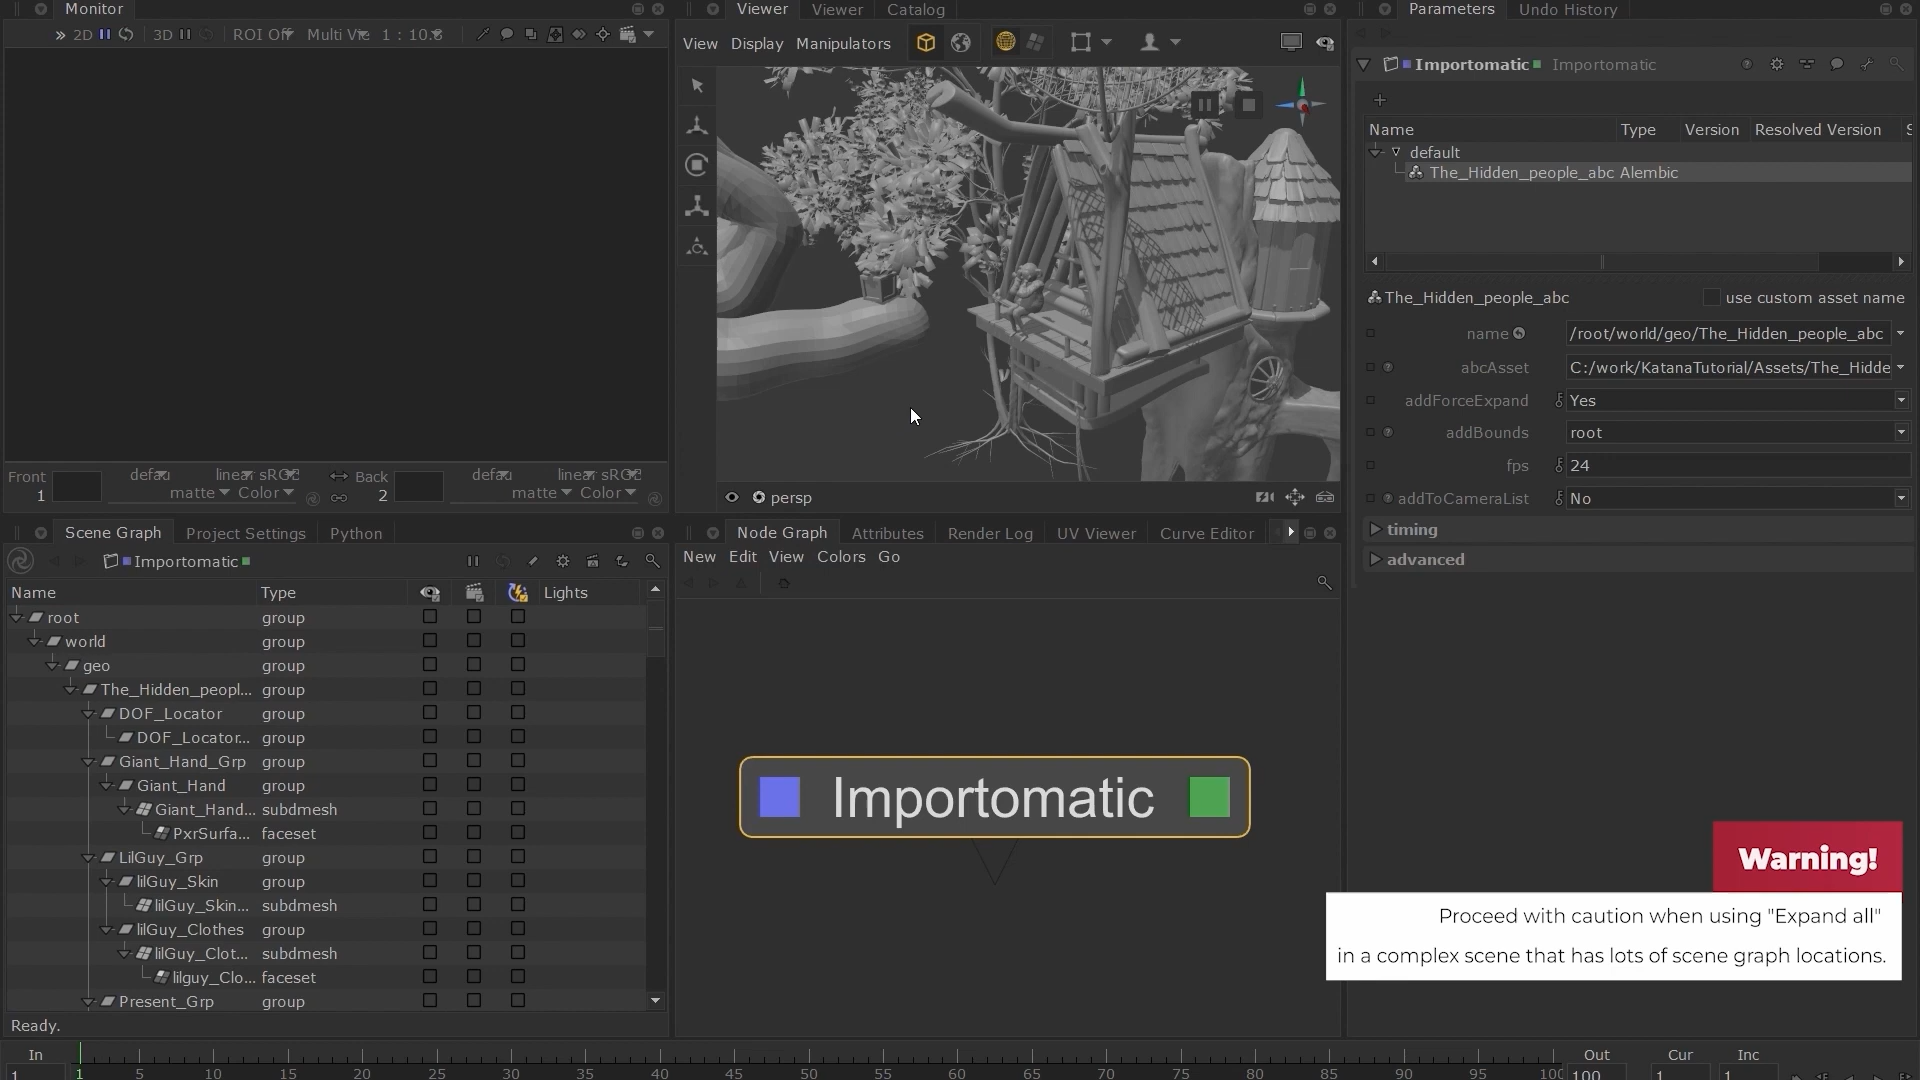 Monitor
Viewer
Viewer
Catalog
Parameters
Undo History
2D
3D
ROI Off
1 : 10.
View Display Manipulators
Importomatic Importomatic
Name Type Version Resolved Version S
default
The_Hidden_people_abc Alembic
The_Hidden_people_abc
use custom asset name
name /root/world/geo/The_Hidden_people_abc
abcAsset C:/work/KatanaTutorial/Assets/The_Hidde
addForceExpand Yes
addBounds root
fps 24
addToCameraList No
timing
advanced
Front
1
matte Color
Back
2
matte Color
persp
Scene Graph
Project Settings
Python
Importomatic
Name Type Lights
root group
world group
geo group
The_Hidden_peopl... group
DOF_Locator group
DOF_Locator... group
Giant_Hand_Grp group
Giant_Hand group
Giant_Hand... subdmesh
PxrSurfa... faceset
LilGuy_Grp group
lilGuy_Skin group
lilGuy_Skin... subdmesh
lilGuy_Clothes group
lilGuy_Clot... subdmesh
lilguy_Clo... faceset
Present_Grp group
Ready.
Node Graph
Attributes
Render Log
UV Viewer
Curve Editor
New Edit View Colors Go
Importomatic
Warning!
Proceed with caution when using "Expand all"
in a complex scene that has lots of scene graph locations.
In
1
1 5 10 15 20 25 30 35 40 45 50 55 60 65 70 75 80 85 90 95 100
Out
100
Cur
1
Inc
1